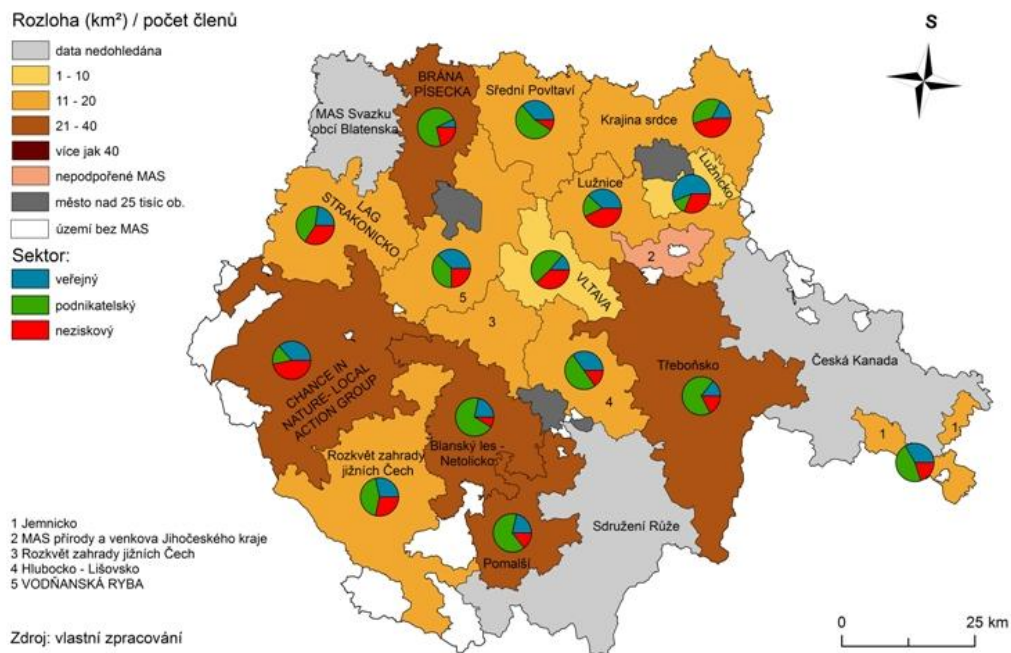 Rozloha (km²) / počet členů
data nedohledána
1 - 10
11 - 20
21 - 40
více jak 40
nepodpořené MAS
město nad 25 tisíc ob.
území bez MAS
Sektor:
veřejný
podnikatelský
neziskový
S
BRÁNA
PÍSECKA
MAS Svazku
obcí Blatenska
Střední Povltaví
Krajina srdce
Lužnice
Lužnicko
LAG
STRAKONICKO
2
VLTAVA
5
3
CHANCE IN
NATURE- LOCAL
ACTION GROUP
4
Třeboňsko
Česká Kanada
1
1
Blanský les -
Netolicko
Rozkvět zahrady
jižních Čech
Sdružení Růže
Pomalší
1 Jemnicko
2 MAS přírody a venkova Jihočeského kraje
3 Rozkvět zahrady jižních Čech
4 Hlubocko - Lišovsko
5 VODŇANSKÁ RYBA
Zdroj: vlastní zpracování
0 25 km